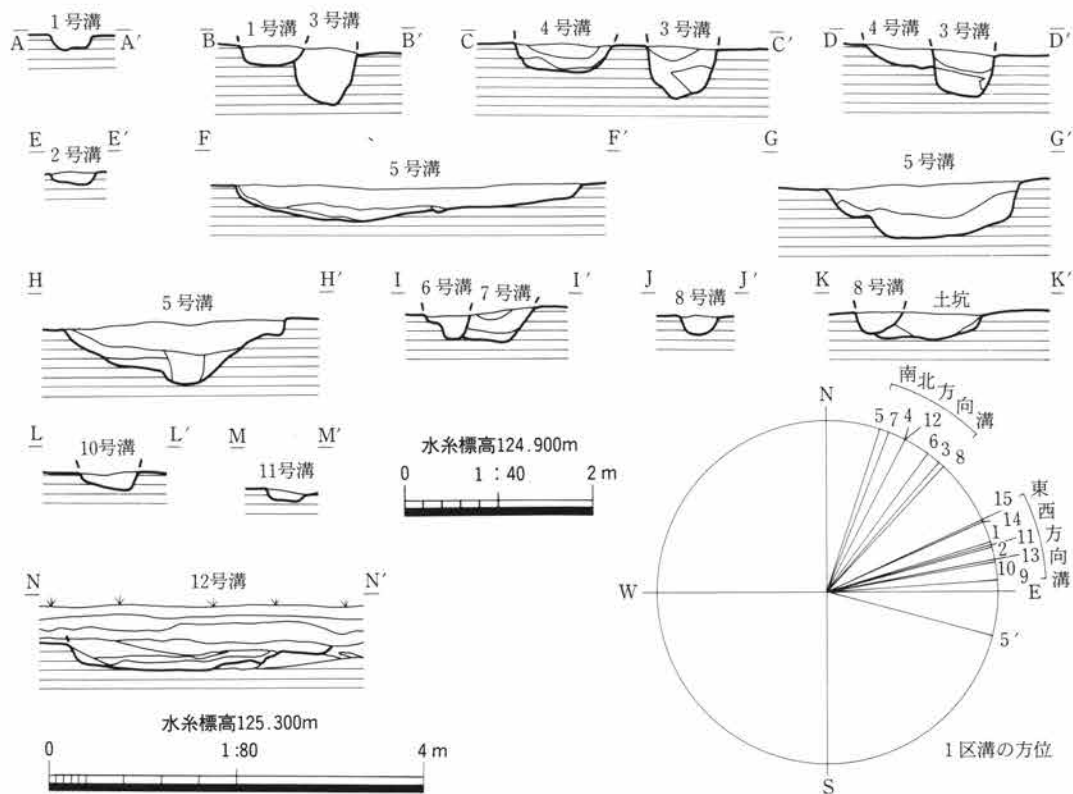 1号溝
A A′
1号溝 3号溝
B B′
4号溝 3号溝
C C′
4号溝 3号溝
D D′
E E′
2号溝
F F′
5号溝
G G′
5号溝
H H′
5号溝
I I′
6号溝 7号溝
J J′
8号溝
K K′
8号溝 土坑
L L′
10号溝
M M′
11号溝
水糸標高124.900m
0 1:40 2 m
N N′
12号溝
水糸標高125.300m
0 1:80 4 m
南北方向溝
N
5 7 4 12 6 3 8
東西方向溝
15
14
1 11
2 13
10 9
W E
5′
S
1区溝の方位